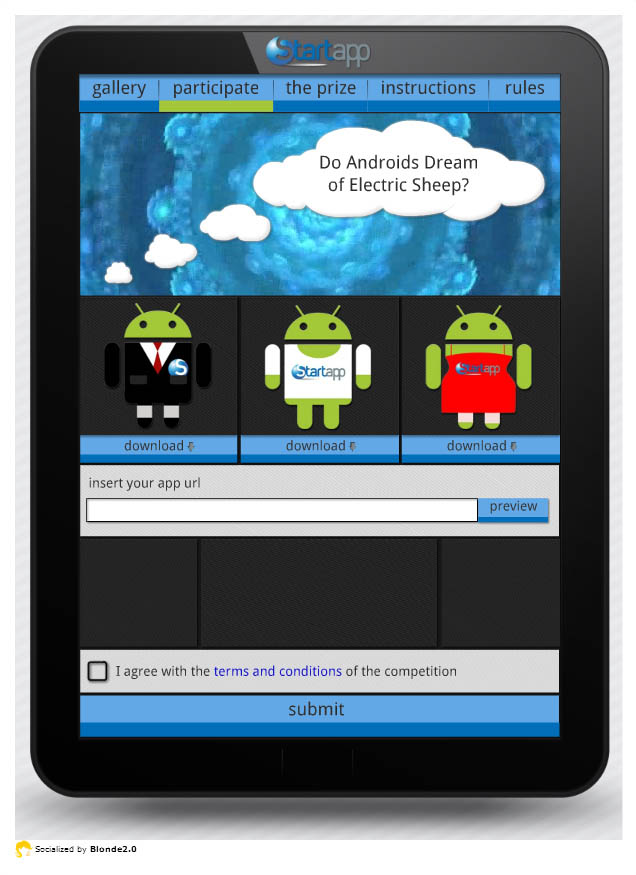 Startapp
gallery participate the prize instructions rules
Do Androids Dream
of Electric Sheep?
S
Startapp
Startapp
download download download
insert your app url
preview
I agree with the terms and conditions of the competition
submit
Socialized by Blonde2.0